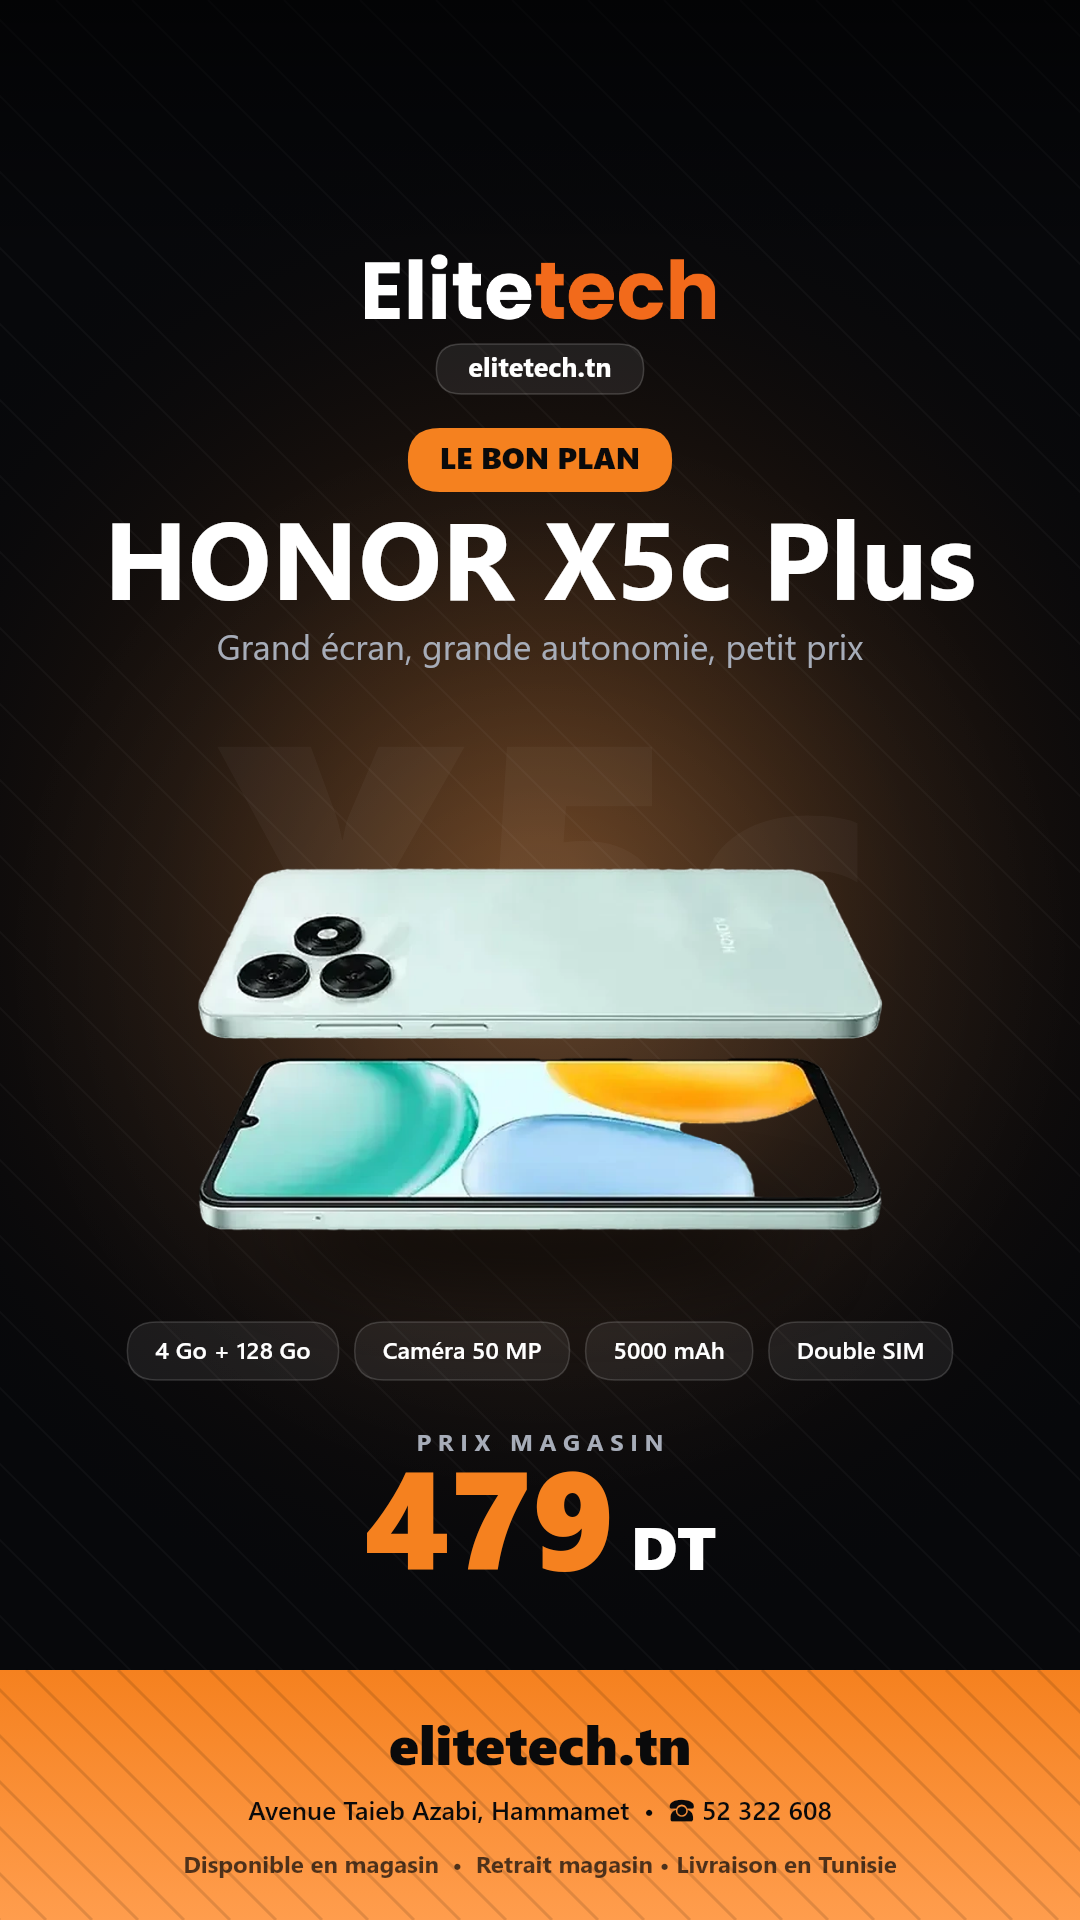 Elitetech
elitetech.tn
LE BON PLAN
HONOR X5c Plus
Grand écran, grande autonomie, petit prix
X5c
HONOR
4 Go + 128 Go
Caméra 50 MP
5000 mAh
Double SIM
PRIX MAGASIN
479 DT
elitetech.tn
Avenue Taieb Azabi, Hammamet • ☎ 52 322 608
Disponible en magasin • Retrait magasin • Livraison en Tunisie